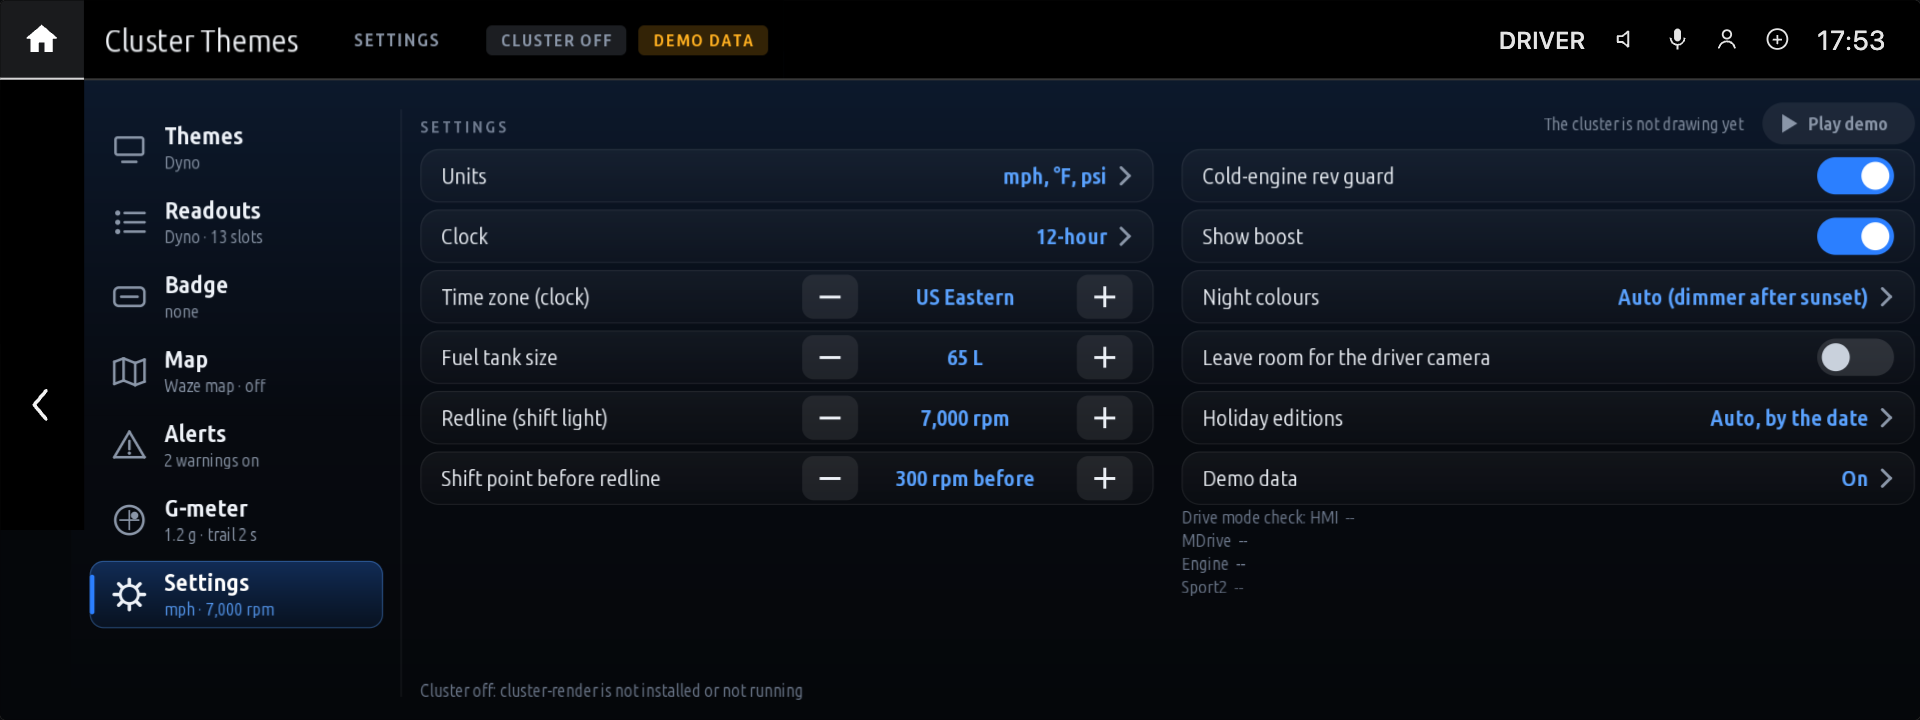 Cluster Themes
SETTINGS
CLUSTER OFF
DEMO DATA
DRIVER
17:53
Themes
Dyno
Readouts
Dyno · 13 slots
Badge
none
Map
Waze map · off
Alerts
2 warnings on
G-meter
1.2 g · trail 2 s
Settings
mph · 7,000 rpm
SETTINGS
The cluster is not drawing yet
Play demo
Units
mph, °F, psi
Clock
12-hour
Time zone (clock)
US Eastern
Fuel tank size
65 L
Redline (shift light)
7,000 rpm
Shift point before redline
300 rpm before
Cold-engine rev guard
Show boost
Night colours
Auto (dimmer after sunset)
Leave room for the driver camera
Holiday editions
Auto, by the date
Demo data
On
Drive mode check: HMI --
MDrive --
Engine --
Sport2 --
Cluster off: cluster-render is not installed or not running